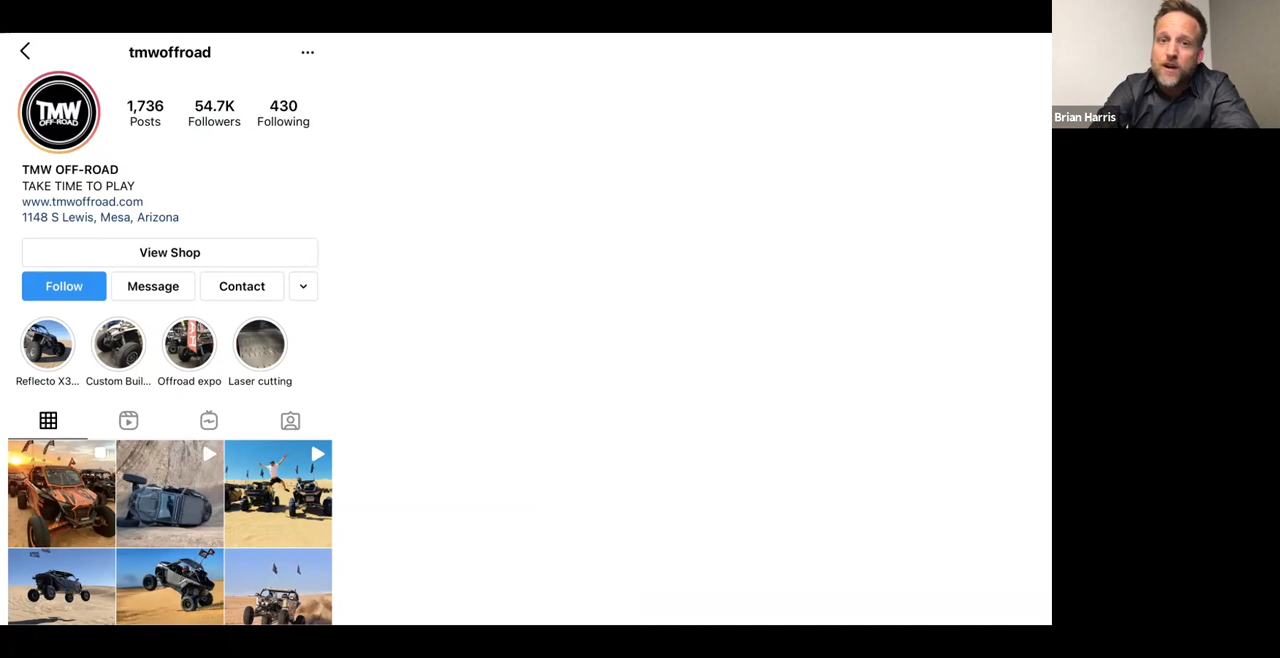 tmwoffroad
TMW
OFF-ROAD
1,736
Posts
54.7K
Followers
430
Following
TMW OFF-ROAD
TAKE TIME TO PLAY
www.tmwoffroad.com
1148 S Lewis, Mesa, Arizona
View Shop
Follow
Message
Contact
Reflecto X3...
Custom Buil...
Offroad expo
Laser cutting
Brian Harris